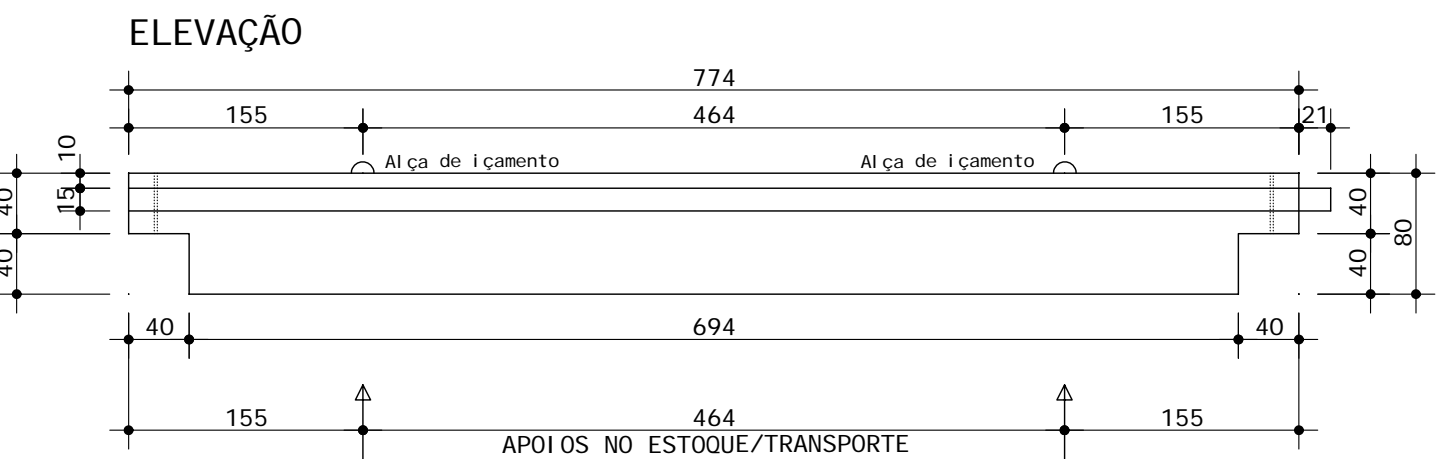 ELEVAÇÃO
774
155 464 155 21
10
Alça de içamento Alça de içamento
40 15 40
80
40 40
40 694 40
155 464 155
APOIOS NO ESTOQUE/TRANSPORTE